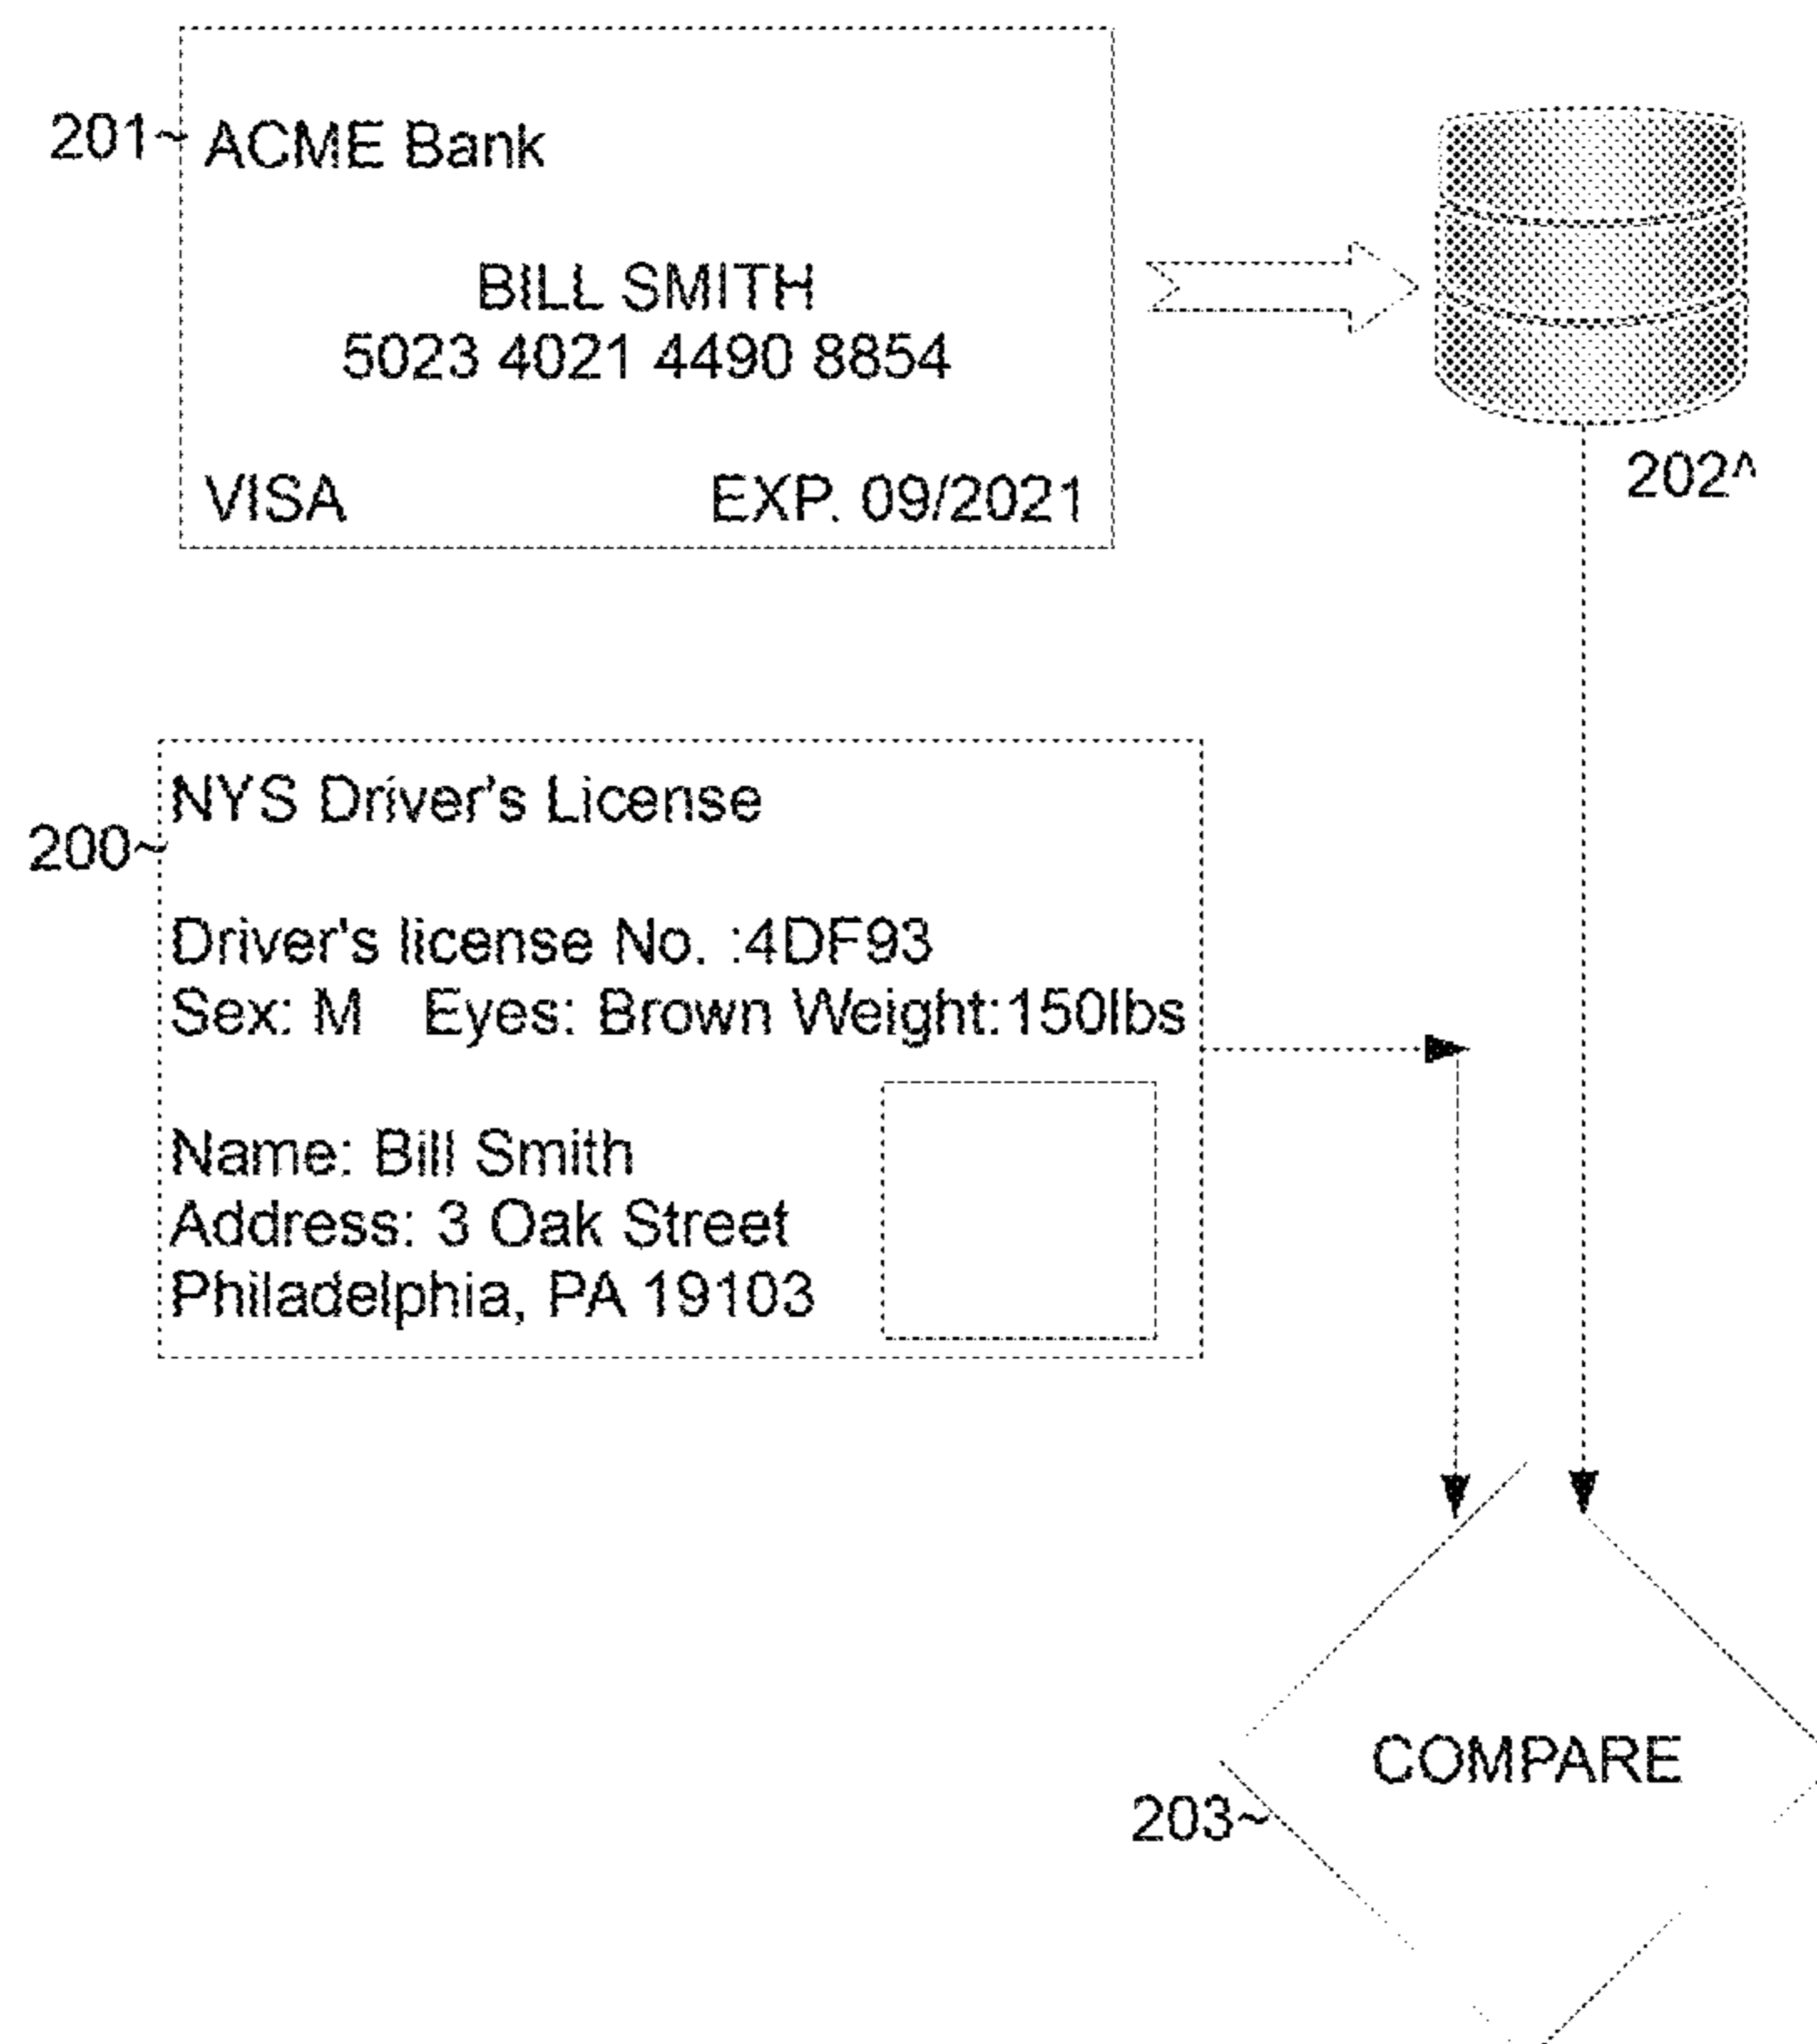 201~ ACME Bank
BILL SMITH
5023 4021 4490 8854
VISA EXP. 09/2021
202^
NYS Driver's License
200~
Driver's license No. :4DF93
Sex: M Eyes: Brown Weight:150lbs
Name: Bill Smith
Address: 3 Oak Street
Philadelphia, PA 19103
COMPARE
203~